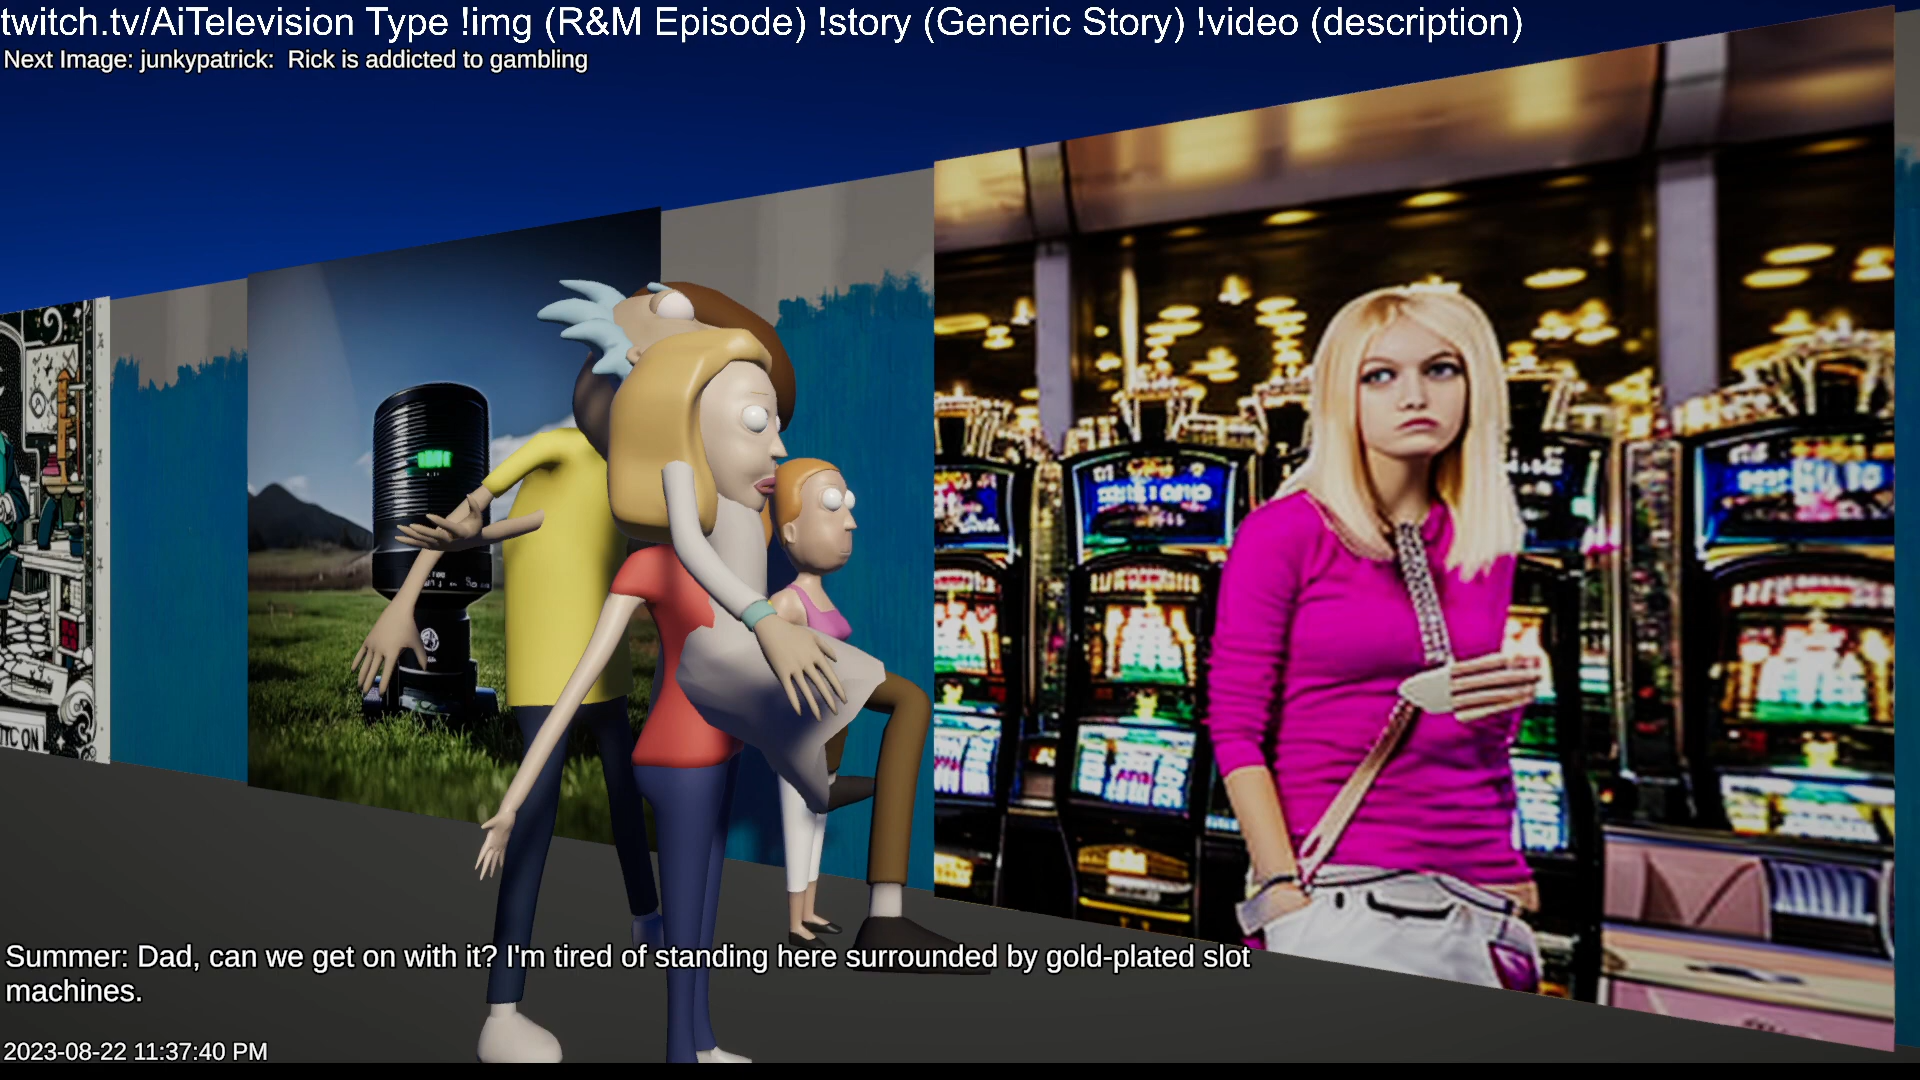 twitch.tv/AiTelevision Type !img (R&M Episode) !story (Generic Story) !video (description)
Next Image: junkypatrick:  Rick is addicted to gambling
Summer: Dad, can we get on with it? I'm tired of standing here surrounded by gold-plated slot
machines.
2023-08-22 11:37:40 PM